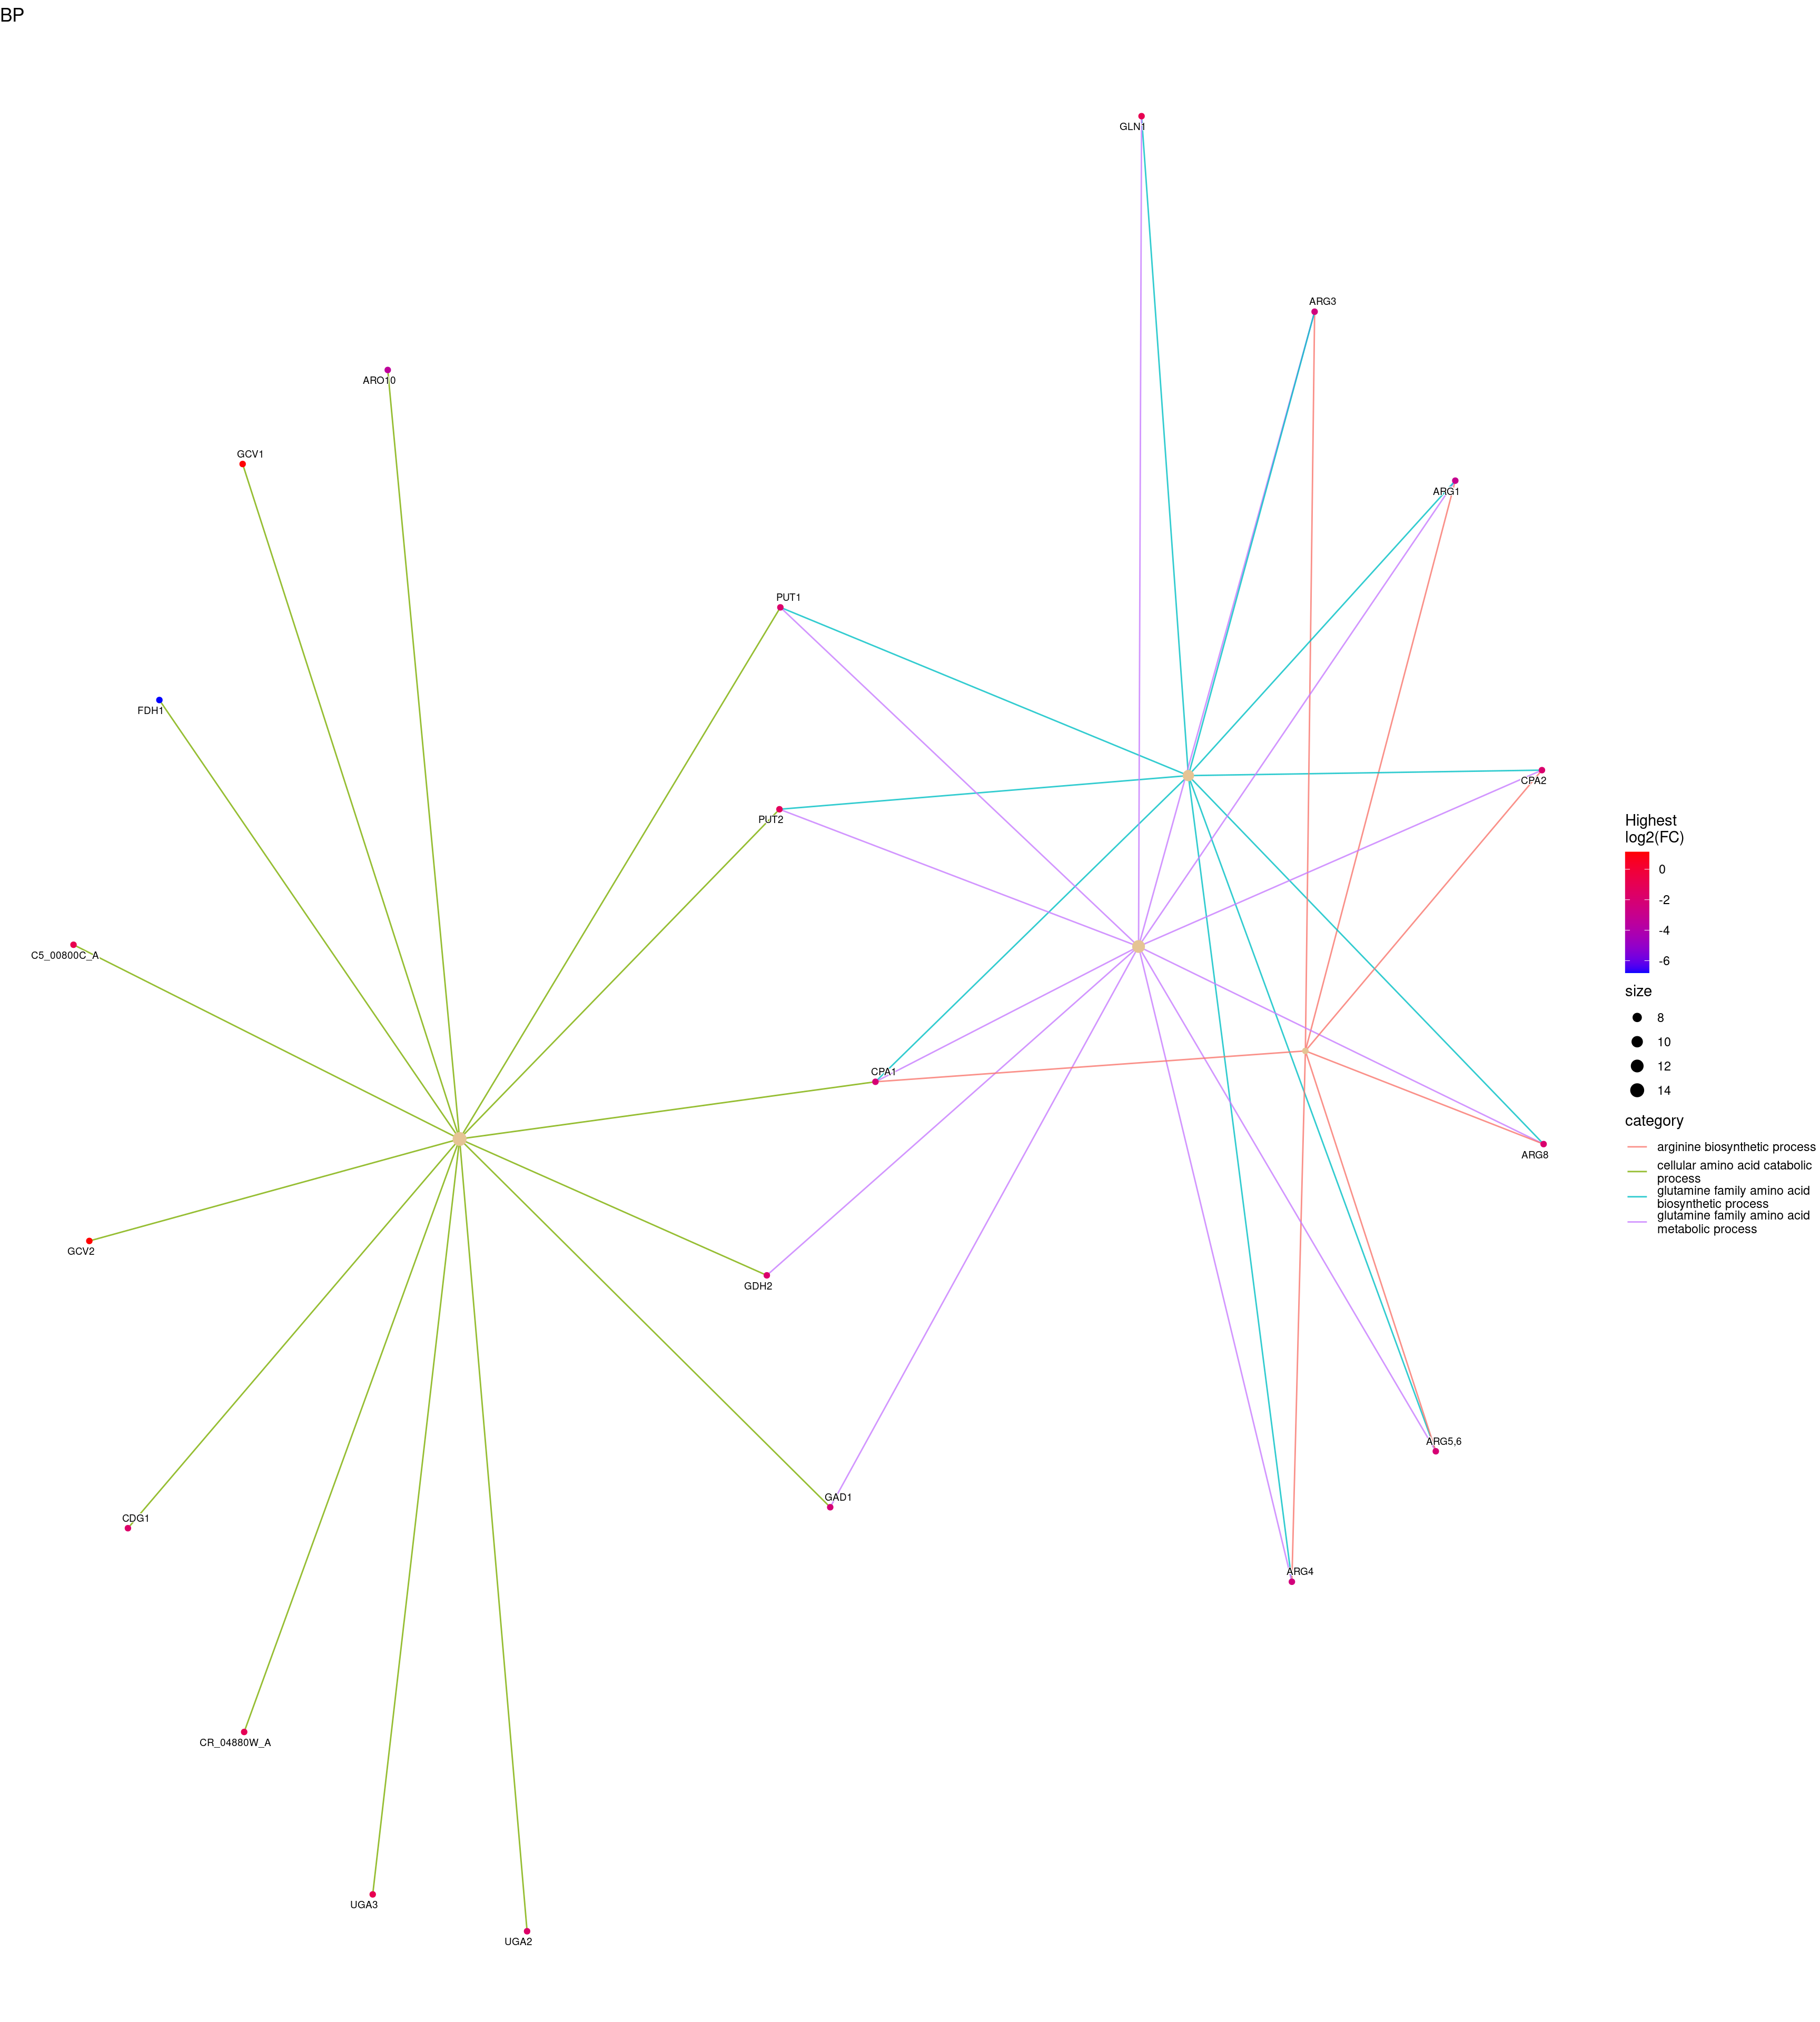 BP
GLN1
ARG3
ARO10
GCV1
ARG1
PUT1
FDH1
CPA2
PUT2
C5_00800C_A
CPA1
ARG8
GCV2
GDH2
ARG5,6
GAD1
CDG1
ARG4
CR_04880W_A
UGA3
UGA2
Highest
log2(FC)
0
-2
-4
-6
size
8
10
12
14
category
arginine biosynthetic process
cellular amino acid catabolic
process
glutamine family amino acid
biosynthetic process
glutamine family amino acid
metabolic process